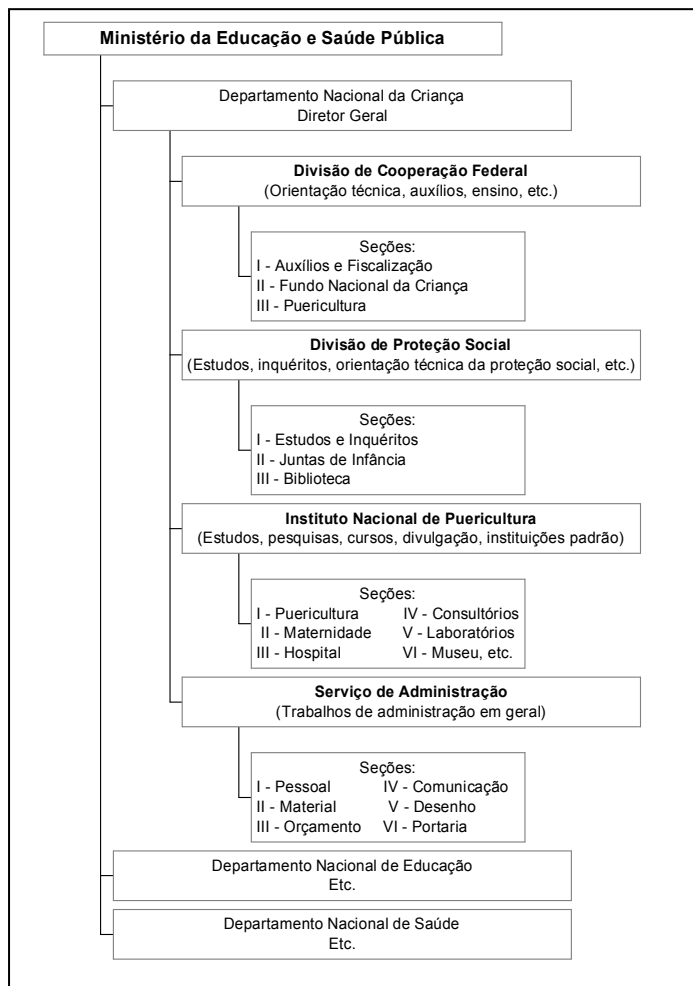 Ministério da Educação e Saúde Pública
Departamento Nacional da Criança
Diretor Geral
Divisão de Cooperação Federal
(Orientação técnica, auxílios, ensino, etc.)
Seções:
I - Auxílios e Fiscalização
II - Fundo Nacional da Criança
III - Puericultura
Divisão de Proteção Social
(Estudos, inquéritos, orientação técnica da proteção social, etc.)
Seções:
I - Estudos e Inquéritos
II - Juntas de Infância
III - Biblioteca
Instituto Nacional de Puericultura
(Estudos, pesquisas, cursos, divulgação, instituições padrão)
Seções:
I - Puericultura IV - Consultórios
II - Maternidade V - Laboratórios
III - Hospital VI - Museu, etc.
Serviço de Administração
(Trabalhos de administração em geral)
Seções:
I - Pessoal IV - Comunicação
II - Material V - Desenho
III - Orçamento VI - Portaria
Departamento Nacional de Educação
Etc.
Departamento Nacional de Saúde
Etc.